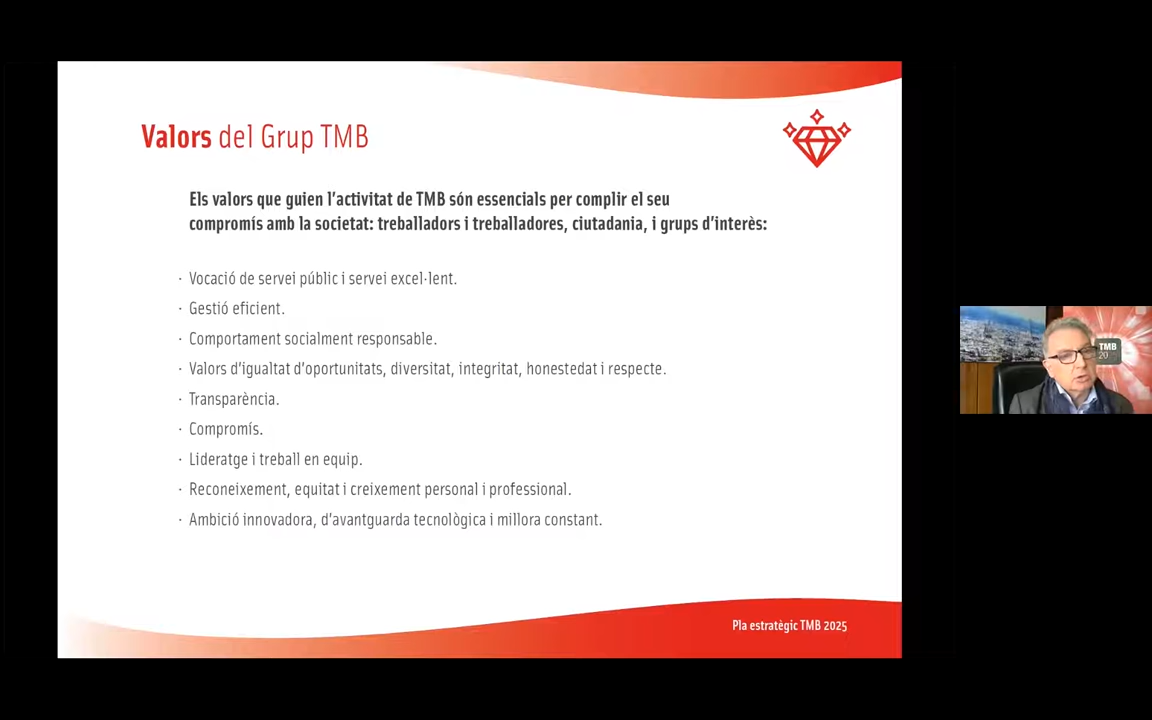 Valors del Grup TMB
Els valors que guien l'activitat de TMB són essencials per complir el seu
compromís amb la societat: treballadors i treballadores, ciutadania, i grups d'interès:
· Vocació de servei públic i servei excel·lent.
· Gestió eficient.
· Comportament socialment responsable.
· Valors d'igualtat d'oportunitats, diversitat, integritat, honestedat i respecte.
· Transparència.
· Compromís.
· Lideratge i treball en equip.
· Reconeixement, equitat i creixement personal i professional.
· Ambició innovadora, d'avantguarda tecnològica i millora constant.
Pla estratègic TMB 2025
TMB
20